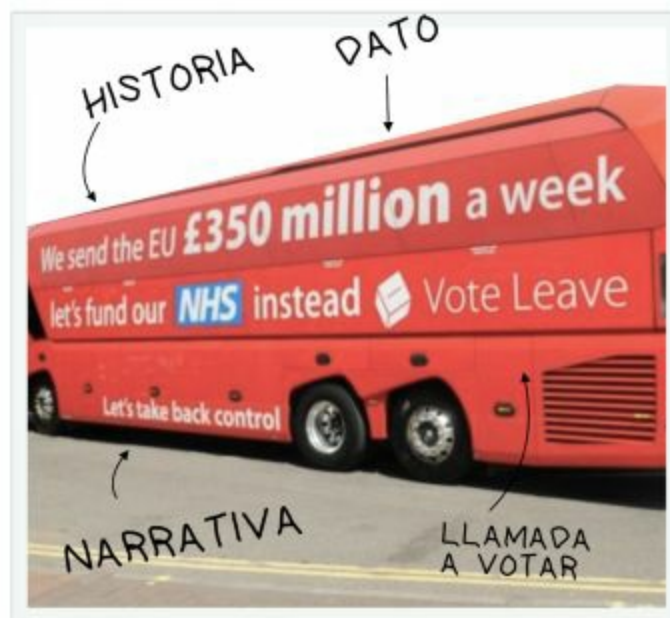 HISTORIA
DATO
We send the EU £350 million a week
let's fund our NHS instead Vote Leave
Let's take back control
NARRATIVA
LLAMADA
A VOTAR